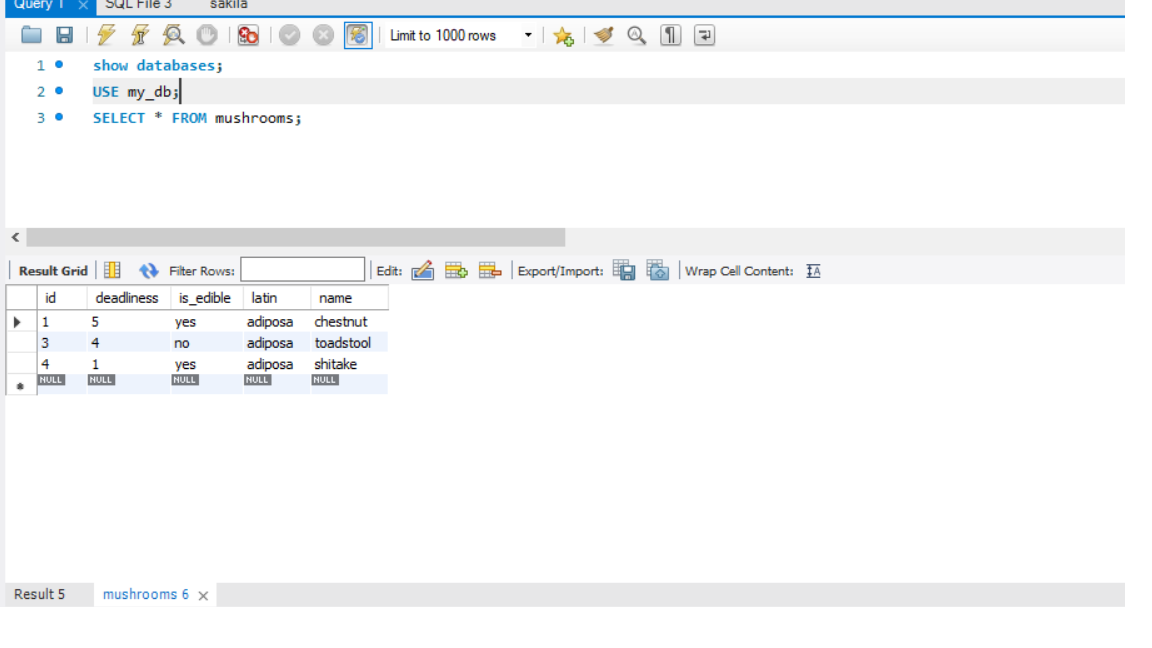 Query 1 SQL File 3 sakila
Limit to 1000 rows
1 show databases;
2 USE my_db;
3 SELECT * FROM mushrooms;
Result Grid Filter Rows: Edit: Export/Import: Wrap Cell Content: IA
id deadliness is_edible latin name
1 5 yes adiposa chestnut
3 4 no adiposa toadstool
4 1 yes adiposa shitake
NULL NULL NULL NULL NULL
Result 5 mushrooms 6